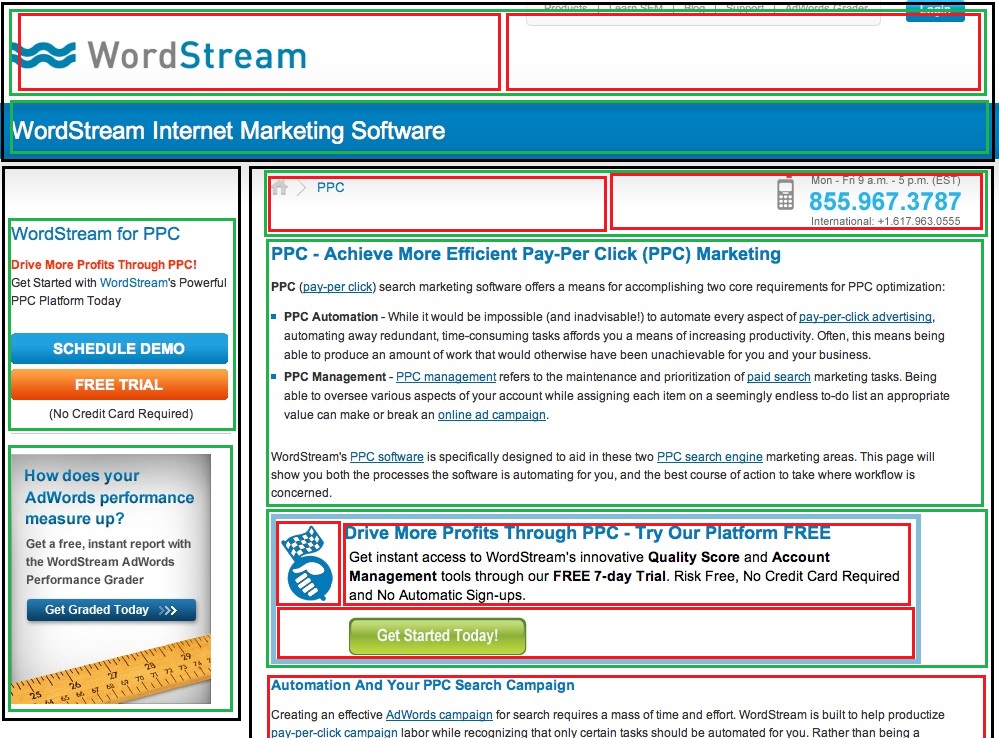 Products | Learn SEM | Blog | Support | AdWords Grader
Login
WordStream
WordStream Internet Marketing Software
PPC
Mon - Fri 9 a.m. - 5 p.m. (EST)
855.967.3787
International: +1.617.963.0555
WordStream for PPC
Drive More Profits Through PPC!
Get Started with WordStream's Powerful
PPC Platform Today
SCHEDULE DEMO
FREE TRIAL
(No Credit Card Required)
How does your
AdWords performance
measure up?
Get a free, instant report with
the WordStream AdWords
Performance Grader
Get Graded Today >>>
25 26 27 28 29
64 65 66 67 68 69 70 71 72 73 74
PPC - Achieve More Efficient Pay-Per Click (PPC) Marketing
PPC (pay-per click) search marketing software offers a means for accomplishing two core requirements for PPC optimization:
PPC Automation - While it would be impossible (and inadvisable!) to automate every aspect of pay-per-click advertising,
automating away redundant, time-consuming tasks affords you a means of increasing productivity. Often, this means being
able to produce an amount of work that would otherwise have been unachievable for you and your business.
PPC Management - PPC management refers to the maintenance and prioritization of paid search marketing tasks. Being
able to oversee various aspects of your account while assigning each item on a seemingly endless to-do list an appropriate
value can make or break an online ad campaign.
WordStream's PPC software is specifically designed to aid in these two PPC search engine marketing areas. This page will
show you both the processes the software is automating for you, and the best course of action to take where workflow is
concerned.
Drive More Profits Through PPC - Try Our Platform FREE
Get instant access to WordStream's innovative Quality Score and Account
Management tools through our FREE 7-day Trial. Risk Free, No Credit Card Required
and No Automatic Sign-ups.
Get Started Today!
Automation And Your PPC Search Campaign
Creating an effective AdWords campaign for search requires a mass of time and effort. WordStream is built to help productize
pay-per-click campaign labor while recognizing that only certain tasks should be automated for you. Rather than being a